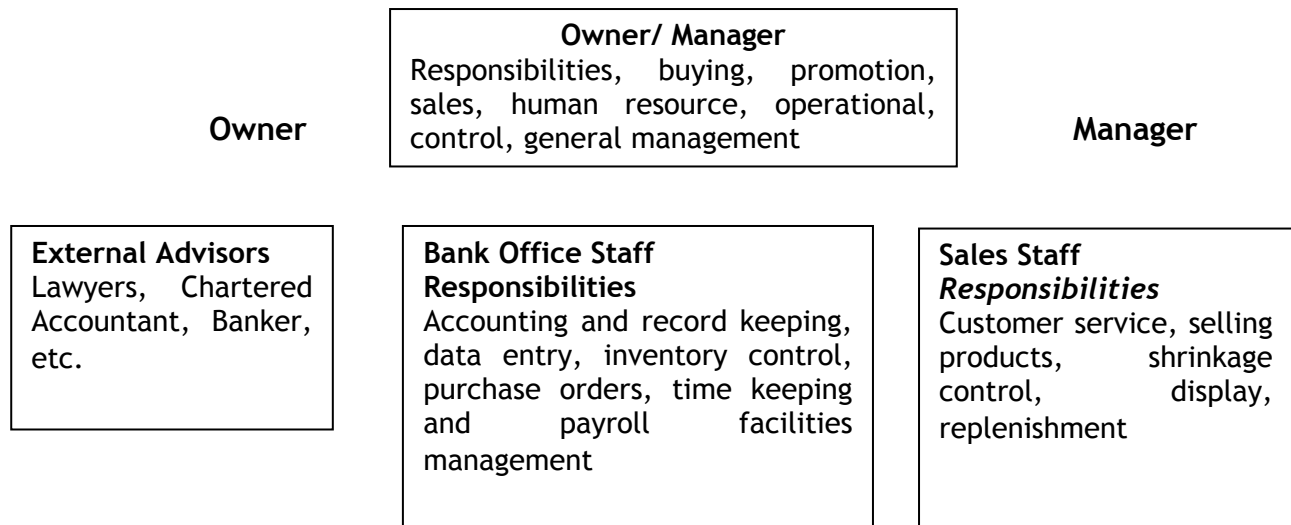 Owner/ Manager
Responsibilities, buying, promotion,
sales, human resource, operational,
control, general management
Owner
Manager
External Advisors
Lawyers, Chartered
Accountant, Banker,
etc.
Bank Office Staff
Responsibilities
Accounting and record keeping,
data entry, inventory control,
purchase orders, time keeping
and payroll facilities
management
Sales Staff
Responsibilities
Customer service, selling
products, shrinkage
control, display,
replenishment